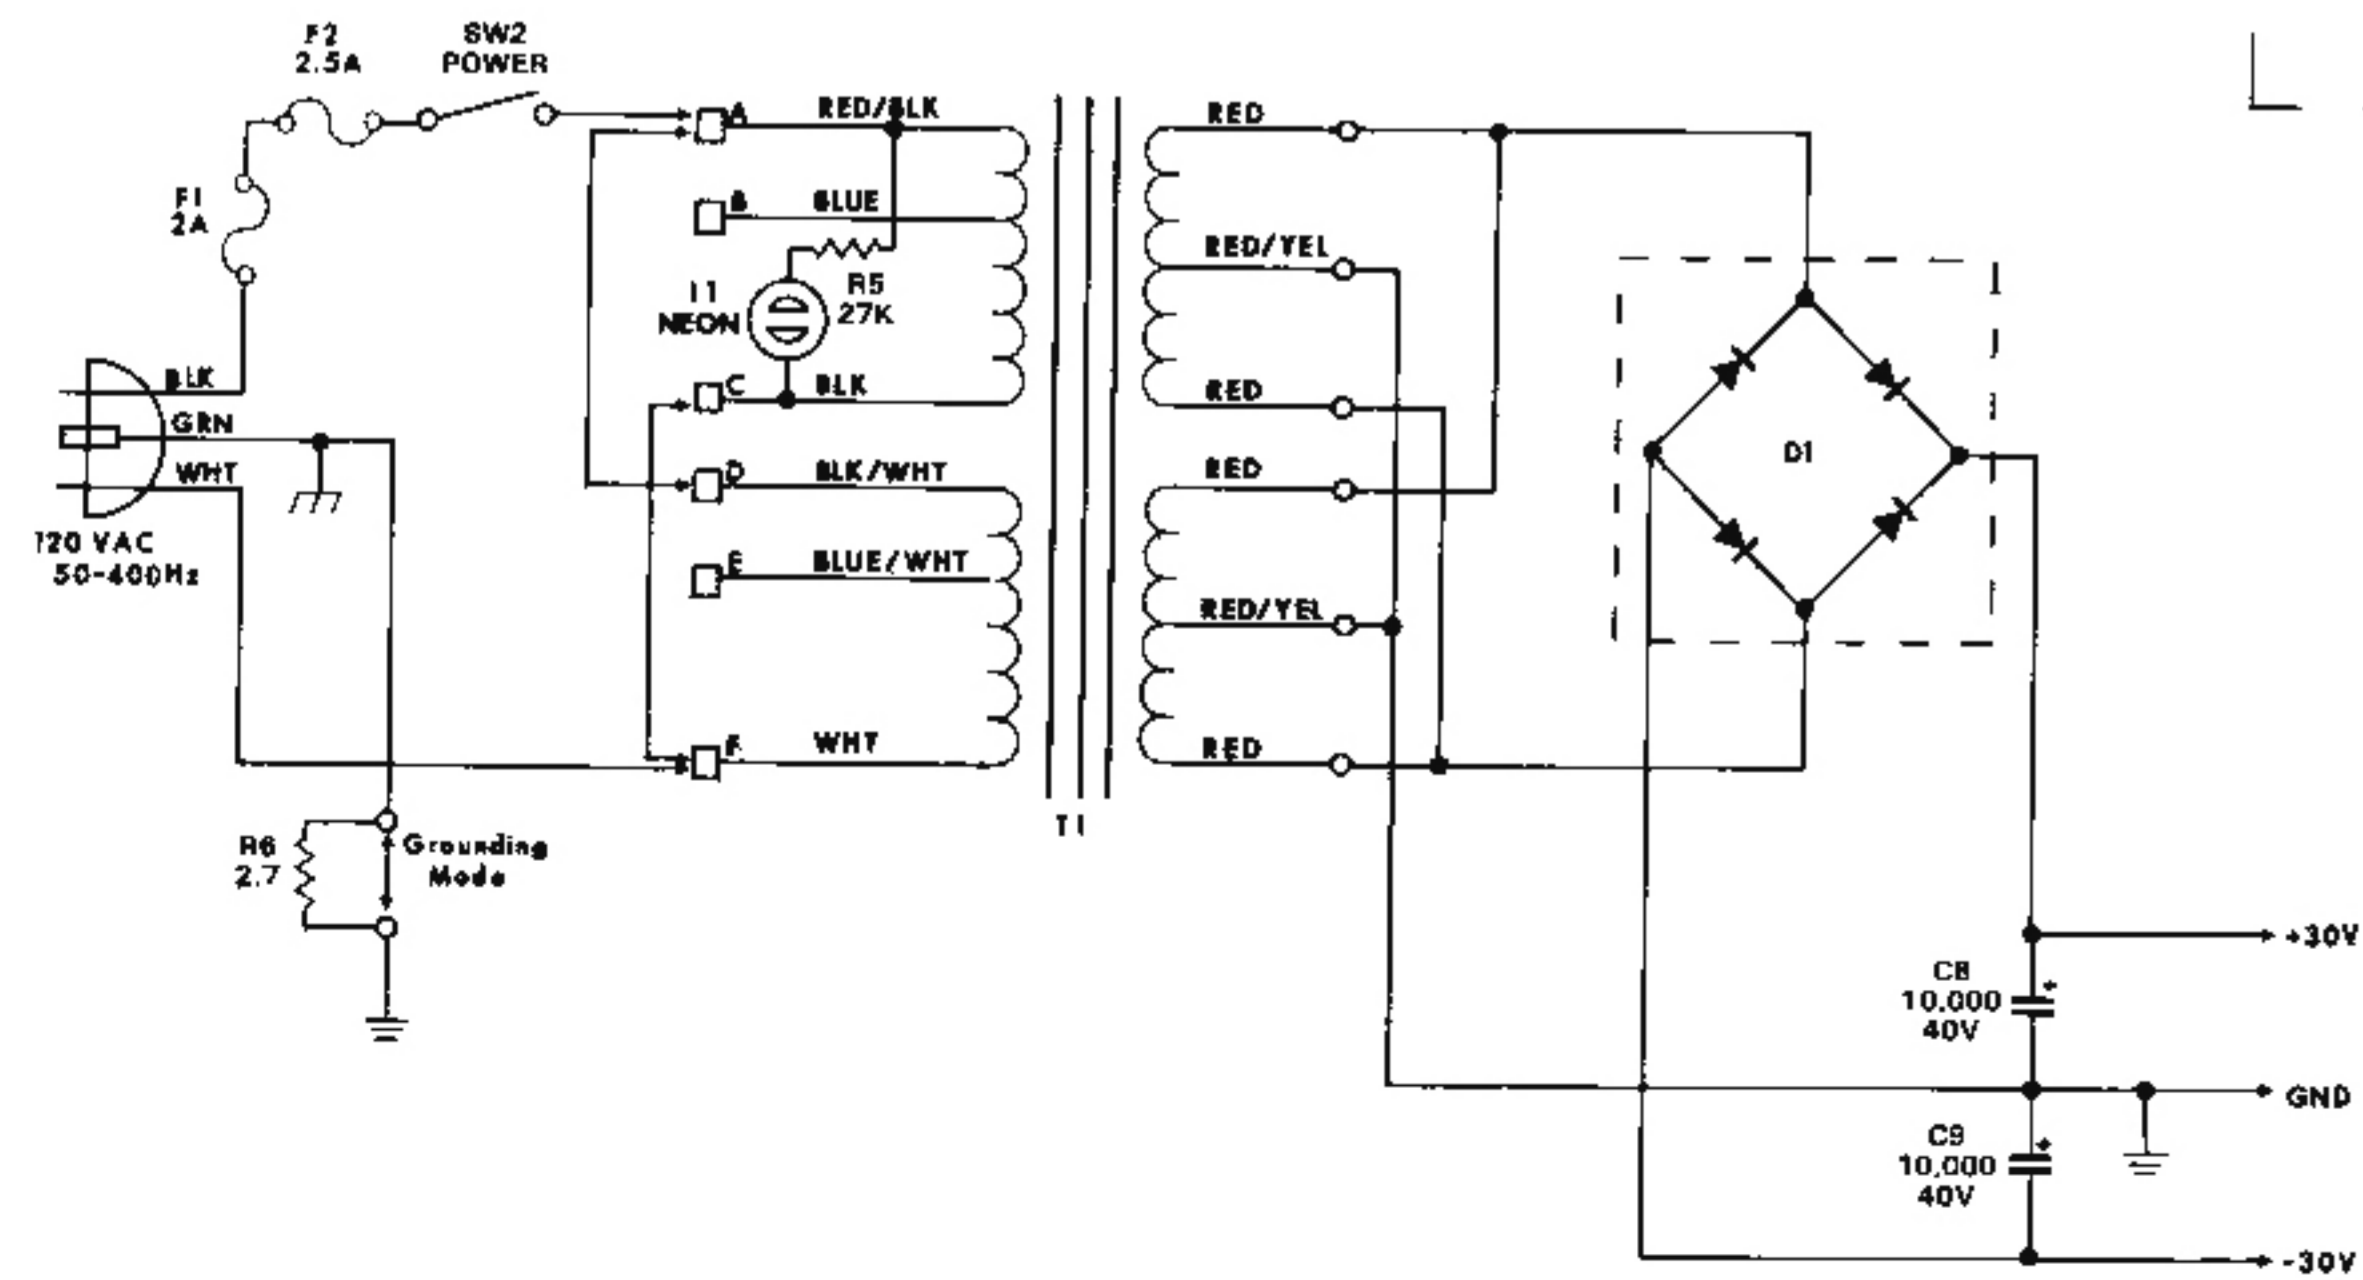 F2
2.5A
SW2
POWER
F1
2A
A
RED/BLK
B
BLUE
R5
27K
I1
NEON
C
BLK
D
BLK/WHT
E
BLUE/WHT
F
WHT
BLK
GRN
WHT
120 VAC
50-400Hz
R6
2.7
Grounding
Mode
T1
RED
RED/YEL
RED
RED
RED/YEL
RED
D1
+30V
C8
10,000
40V
GND
C9
10,000
40V
-30V